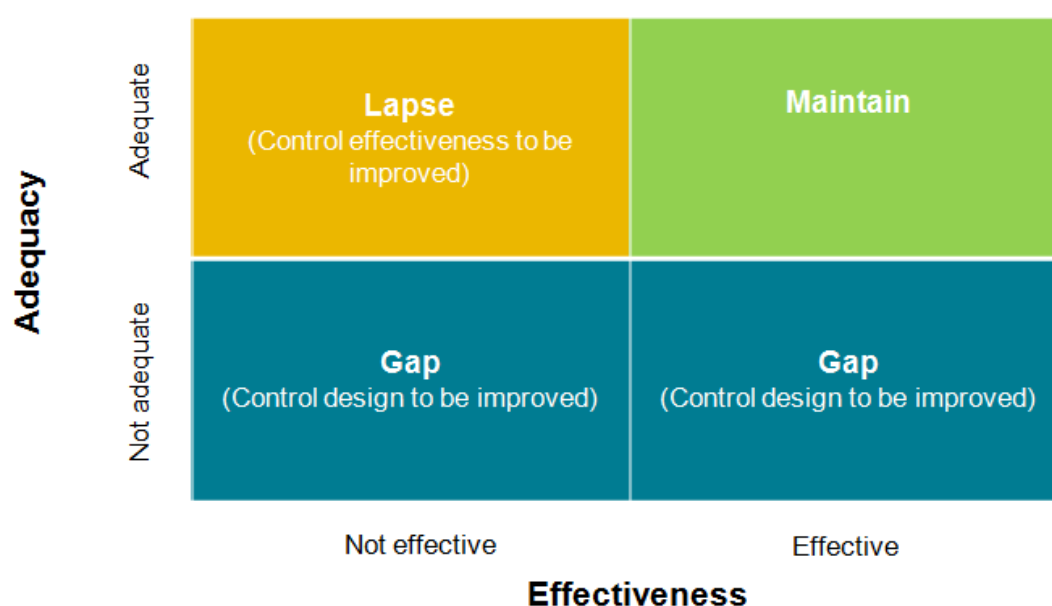 Adequacy
Adequate
Not adequate
Lapse
(Control effectiveness to be
improved)
Maintain
Gap
(Control design to be improved)
Gap
(Control design to be improved)
Not effective
Effective
Effectiveness